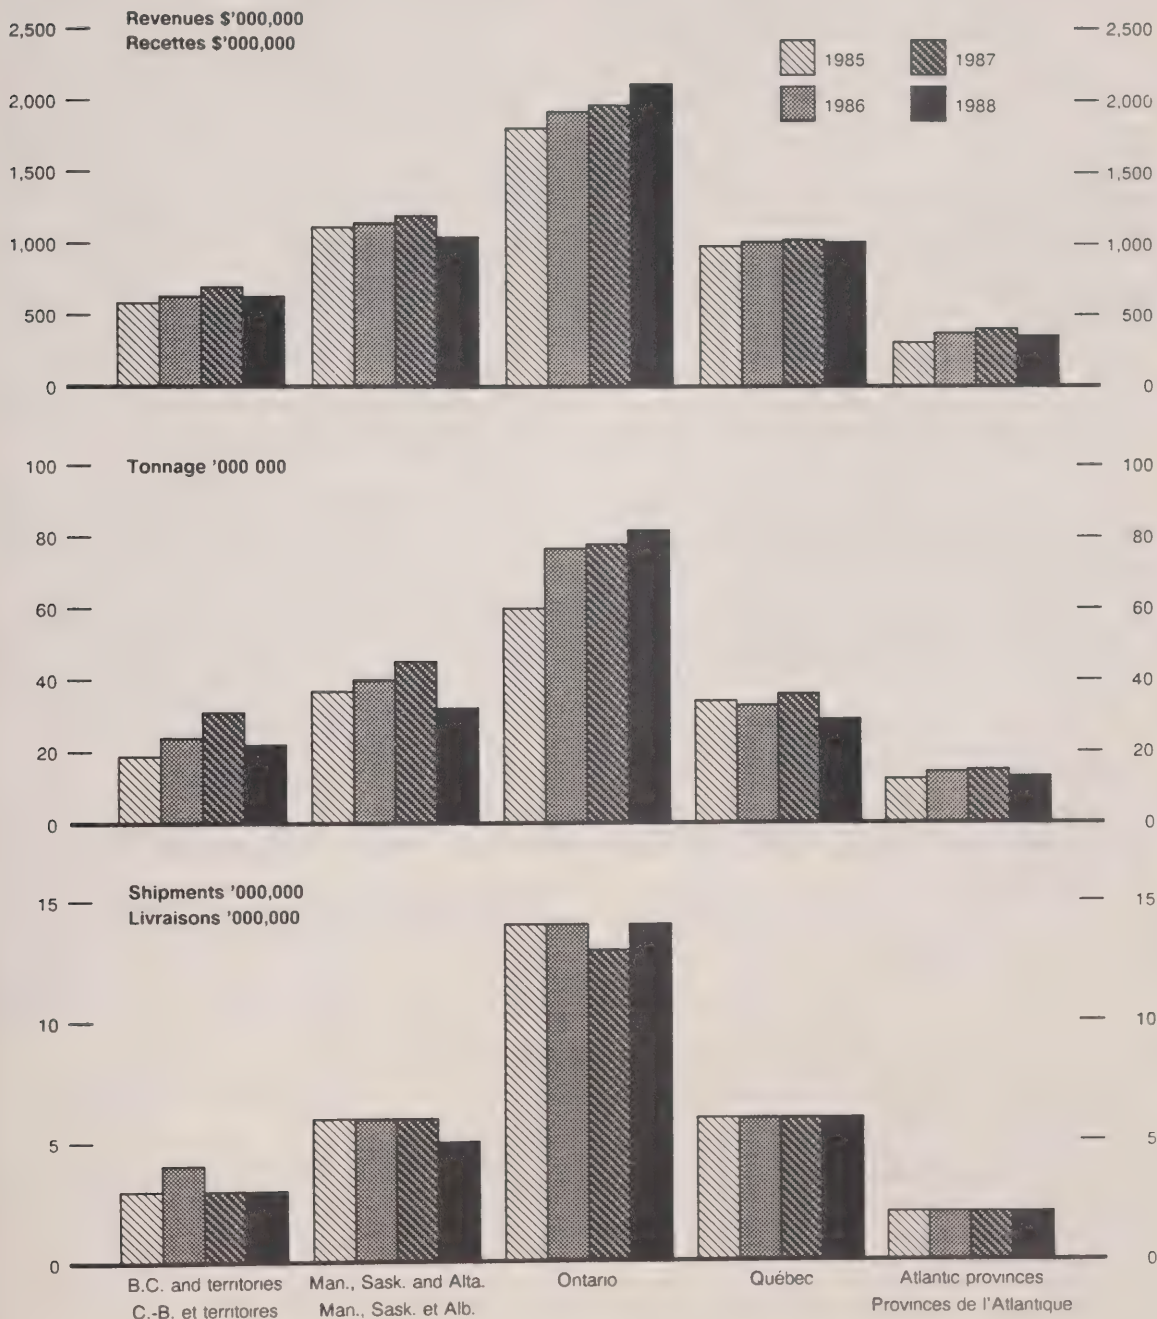 Revenues $'000,000
Recettes $'000,000
2,500
2,000
1,500
1,000
500
0
2,500
2,000
1,500
1,000
500
0
1985
1987
1986
1988
Tonnage '000 000
100
80
60
40
20
0
100
80
60
40
20
0
Shipments '000,000
Livraisons '000,000
15
10
5
0
15
10
5
0
B.C. and territories
C.-B. et territoires
Man., Sask. and Alta.
Man., Sask. et Alb.
Ontario
Québec
Atlantic provinces
Provinces de l'Atlantique